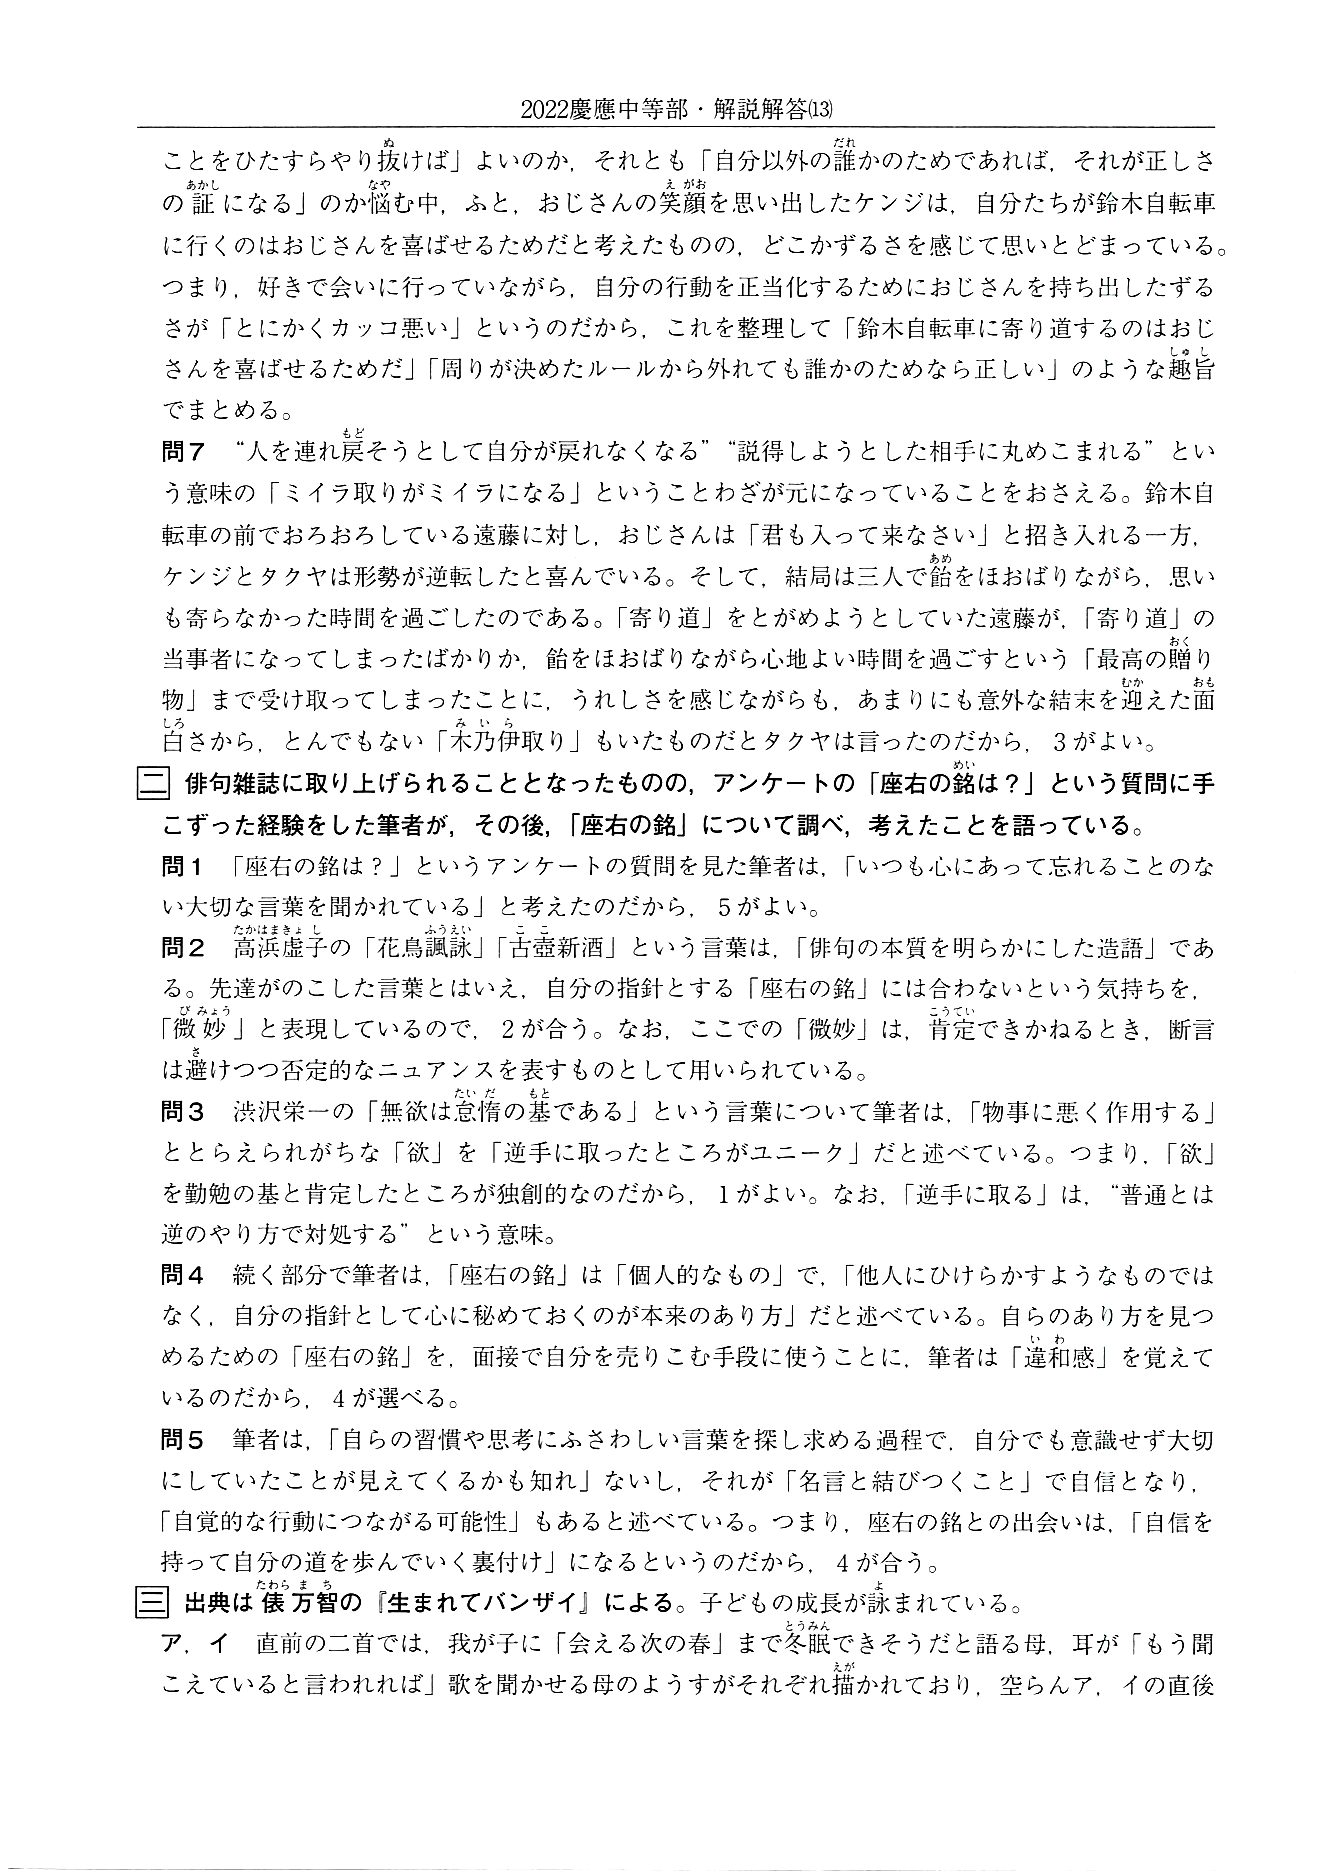 2022慶應中等部・解説解答⒀
ことをひたすらやり抜けば」よいのか，それとも「自分以外の誰かのためであれば，それが正しさ
の証になる」のか悩む中，ふと，おじさんの笑顔を思い出したケンジは，自分たちが鈴木自転車
に行くのはおじさんを喜ばせるためだと考えたものの，どこかずるさを感じて思いとどまっている。
つまり，好きで会いに行っていながら，自分の行動を正当化するためにおじさんを持ち出したずる
さが「とにかくカッコ悪い」というのだから，これを整理して「鈴木自転車に寄り道するのはおじ
さんを喜ばせるためだ」「周りが決めたルールから外れても誰かのためなら正しい」のような趣旨
でまとめる。
問7　“人を連れ戻そうとして自分が戻れなくなる” “説得しようとした相手に丸めこまれる” とい
う意味の「ミイラ取りがミイラになる」ということわざが元になっていることをおさえる。鈴木自
転車の前でおろおろしている遠藤に対し，おじさんは「君も入って来なさい」と招き入れる一方，
ケンジとタクヤは形勢が逆転したと喜んでいる。そして，結局は三人で飴をほおばりながら，思い
も寄らなかった時間を過ごしたのである。「寄り道」をとがめようとしていた遠藤が，「寄り道」の
当事者になってしまったばかりか，飴をほおばりながら心地よい時間を過ごすという「最高の贈り
物」まで受け取ってしまったことに，うれしさを感じながらも，あまりにも意外な結末を迎えた面
白さから，とんでもない「木乃伊取り」もいたものだとタクヤは言ったのだから，3がよい。
二 俳句雑誌に取り上げられることとなったものの，アンケートの「座右の銘は？」という質問に手
こずった経験をした筆者が，その後，「座右の銘」について調べ，考えたことを語っている。
問1　「座右の銘は？」というアンケートの質問を見た筆者は，「いつも心にあって忘れることのな
い大切な言葉を聞かれている」と考えたのだから，5がよい。
問2　高浜虚子の「花鳥諷詠」「古壺新酒」という言葉は，「俳句の本質を明らかにした造語」であ
る。先達がのこした言葉とはいえ，自分の指針とする「座右の銘」には合わないという気持ちを，
「微妙」と表現しているので，2が合う。なお，ここでの「微妙」は，肯定できかねるとき，断言
は避けつつ否定的なニュアンスを表すものとして用いられている。
問3　渋沢栄一の「無欲は怠惰の基である」という言葉について筆者は，「物事に悪く作用する」
ととらえられがちな「欲」を「逆手に取ったところがユニーク」だと述べている。つまり，「欲」
を勤勉の基と肯定したところが独創的なのだから，1がよい。なお，「逆手に取る」は，“普通とは
逆のやり方で対処する” という意味。
問4　続く部分で筆者は，「座右の銘」は「個人的なもの」で，「他人にひけらかすようなものでは
なく，自分の指針として心に秘めておくのが本来のあり方」だと述べている。自らのあり方を見つ
めるための「座右の銘」を，面接で自分を売りこむ手段に使うことに，筆者は「違和感」を覚えて
いるのだから，4が選べる。
問5　筆者は，「自らの習慣や思考にふさわしい言葉を探し求める過程で，自分でも意識せず大切
にしていたことが見えてくるかも知れ」ないし，それが「名言と結びつくこと」で自信となり，
「自覚的な行動につながる可能性」もあると述べている。つまり，座右の銘との出会いは，「自信を
持って自分の道を歩んでいく裏付け」になるというのだから，4が合う。
三 出典は俵万智の『生まれてバンザイ』による。子どもの成長が詠まれている。
ア，イ　直前の二首では，我が子に「会える次の春」まで冬眠できそうだと語る母，耳が「もう聞
こえていると言われれば」歌を聞かせる母のようすがそれぞれ描かれており，空らんア，イの直後